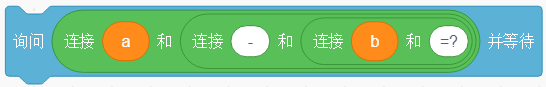 询问 连接 a 和 连接 - 和 连接 b 和 =? 并等待